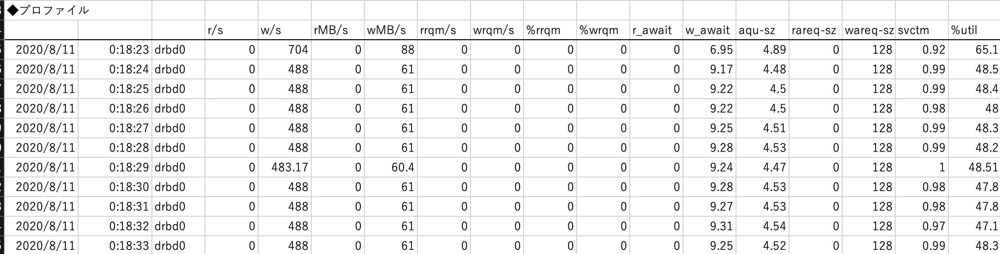 ◆プロファイル
r/s w/s rMB/s wMB/s rrqm/s wrqm/s %rrqm %wrqm r_await w_await aqu-sz rareq-sz wareq-sz svctm %util
2020/8/11 0:18:23 drbd0 0 704 0 88 0 0 0 0 0 6.95 4.89 0 128 0.92 65.1
2020/8/11 0:18:24 drbd0 0 488 0 61 0 0 0 0 0 9.17 4.48 0 128 0.99 48.5
2020/8/11 0:18:25 drbd0 0 488 0 61 0 0 0 0 0 9.22 4.5 0 128 0.99 48.4
2020/8/11 0:18:26 drbd0 0 488 0 61 0 0 0 0 0 9.22 4.5 0 128 0.98 48
2020/8/11 0:18:27 drbd0 0 488 0 61 0 0 0 0 0 9.25 4.51 0 128 0.99 48.3
2020/8/11 0:18:28 drbd0 0 488 0 61 0 0 0 0 0 9.28 4.53 0 128 0.99 48.2
2020/8/11 0:18:29 drbd0 0 483.17 0 60.4 0 0 0 0 0 9.24 4.47 0 128 1 48.51
2020/8/11 0:18:30 drbd0 0 488 0 61 0 0 0 0 0 9.28 4.53 0 128 0.98 47.8
2020/8/11 0:18:31 drbd0 0 488 0 61 0 0 0 0 0 9.27 4.53 0 128 0.98 47.8
2020/8/11 0:18:32 drbd0 0 488 0 61 0 0 0 0 0 9.31 4.54 0 128 0.97 47.1
2020/8/11 0:18:33 drbd0 0 488 0 61 0 0 0 0 0 9.25 4.52 0 128 0.99 48.3